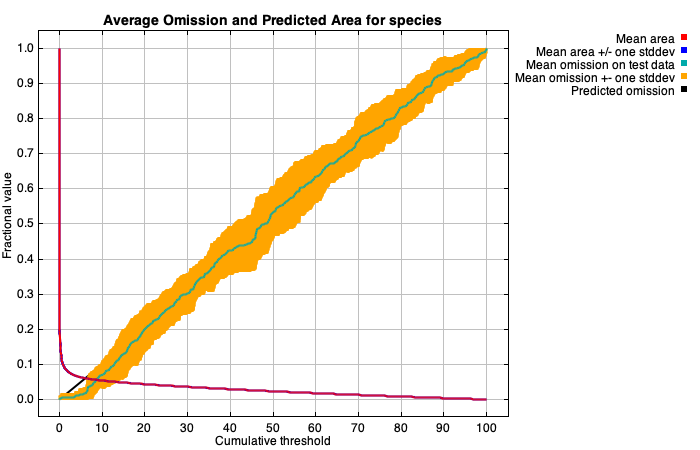 Average Omission and Predicted Area for species
Mean area
Mean area +/- one stddev
Mean omission on test data
Mean omission +- one stddev
Predicted omission
Fractional value
1.0
0.9
0.8
0.7
0.6
0.5
0.4
0.3
0.2
0.1
0.0
0 10 20 30 40 50 60 70 80 90 100
Cumulative threshold